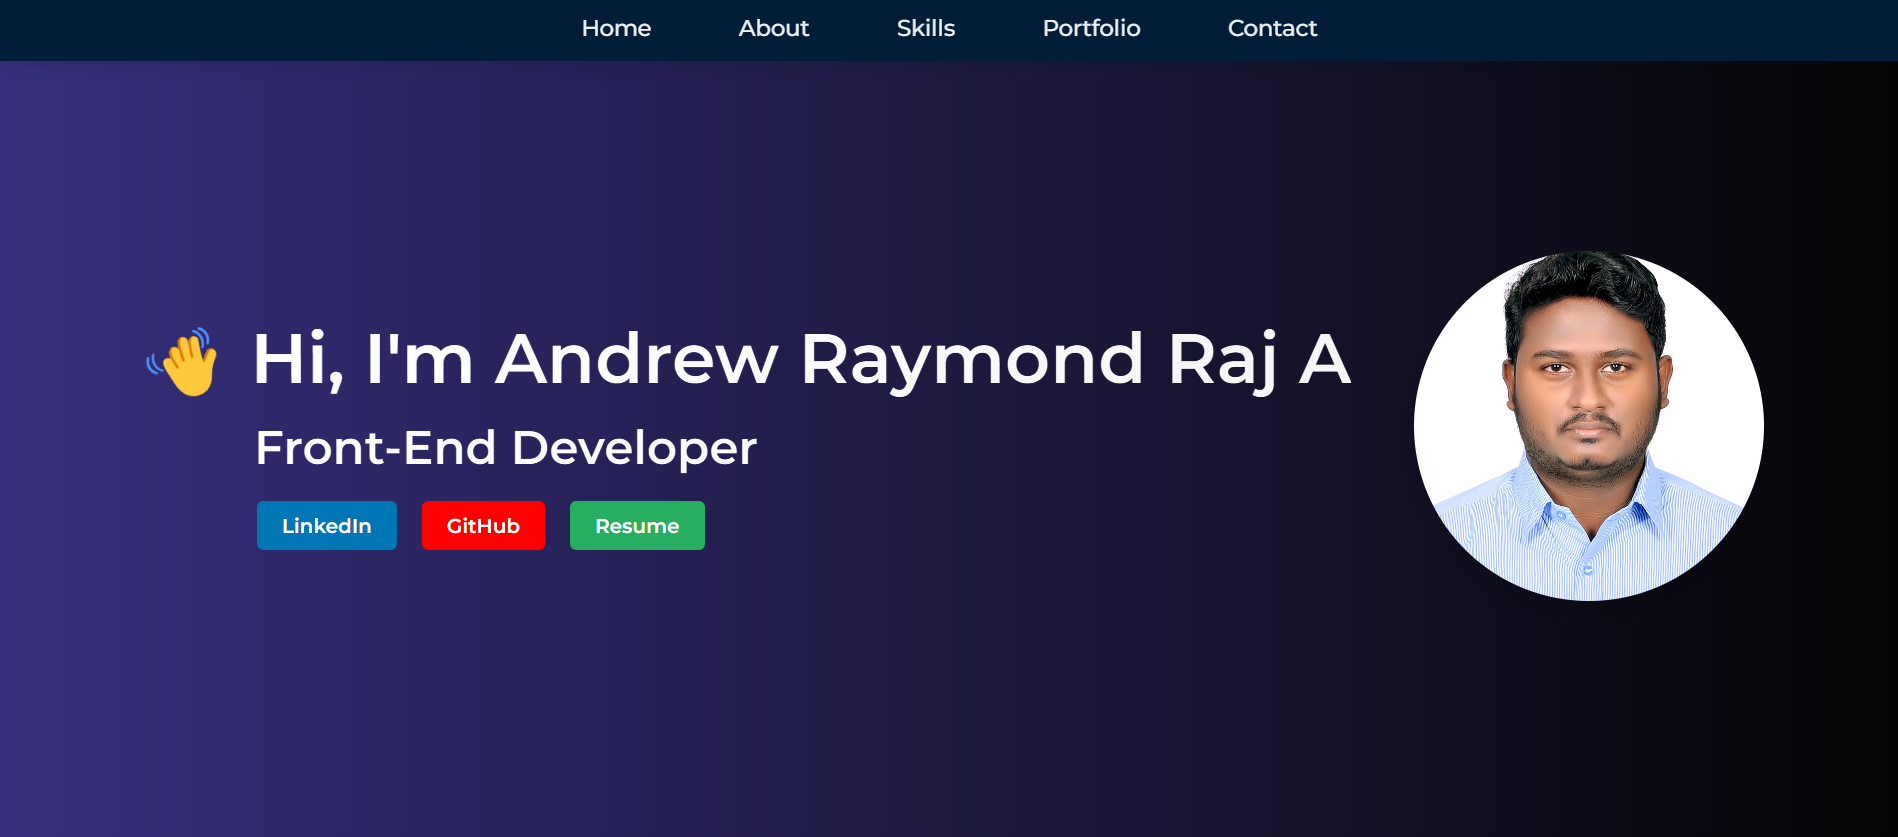 Home About Skills Portfolio Contact
Hi, I'm Andrew Raymond Raj A
Front-End Developer
LinkedIn GitHub Resume